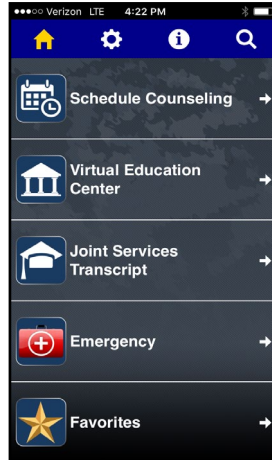 Verizon LTE 4:22 PM
Schedule Counseling
Virtual Education
Center
Joint Services
Transcript
Emergency
Favorites